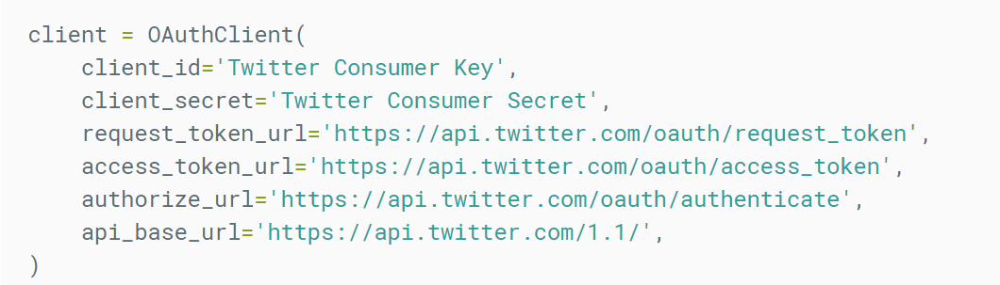 client = OAuthClient(
    client_id='Twitter Consumer Key',
    client_secret='Twitter Consumer Secret',
    request_token_url='https://api.twitter.com/oauth/request_token',
    access_token_url='https://api.twitter.com/oauth/access_token',
    authorize_url='https://api.twitter.com/oauth/authenticate',
    api_base_url='https://api.twitter.com/1.1/',
)